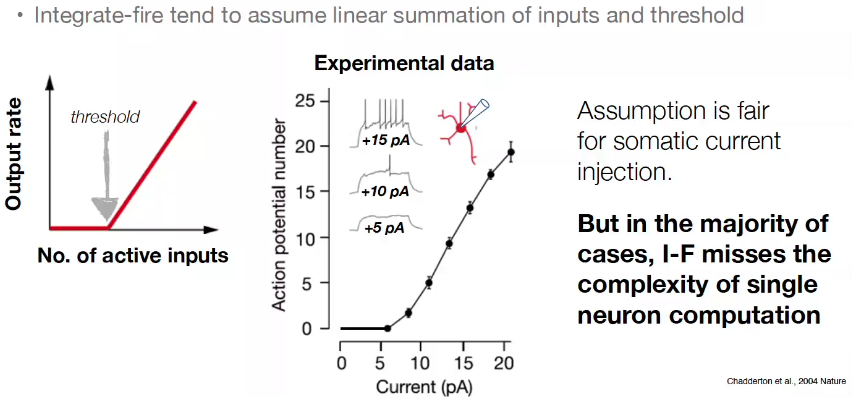 • Integrate-fire tend to assume linear summation of inputs and threshold
Output rate
threshold
No. of active inputs
Experimental data
Action potential number
25
20
15
10
5
0
+15 pA
+10 pA
+5 pA
0
5
10
15
20
Current (pA)
Assumption is fair
for somatic current
injection.
But in the majority of
cases, I-F misses the
complexity of single
neuron computation
Chadderton et al., 2004 Nature